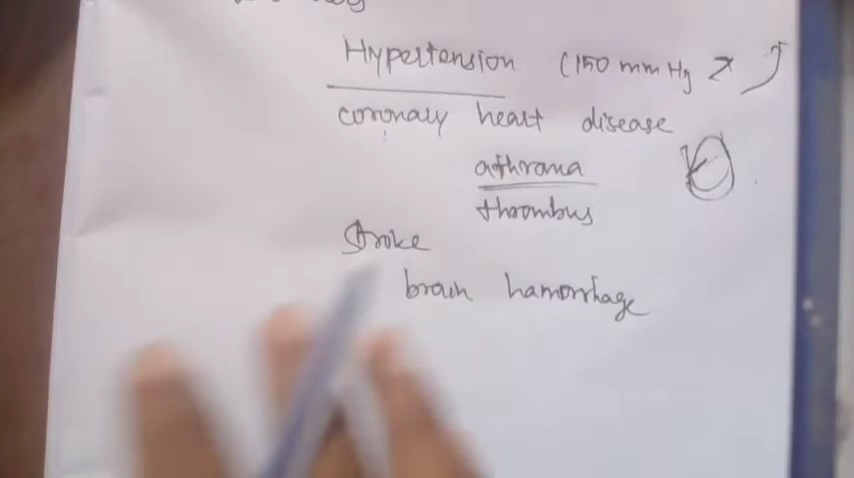 Hypertension (150 mm Hg
coronary heart disease
athroma
thrombus
Stroke
brain hamorrhage